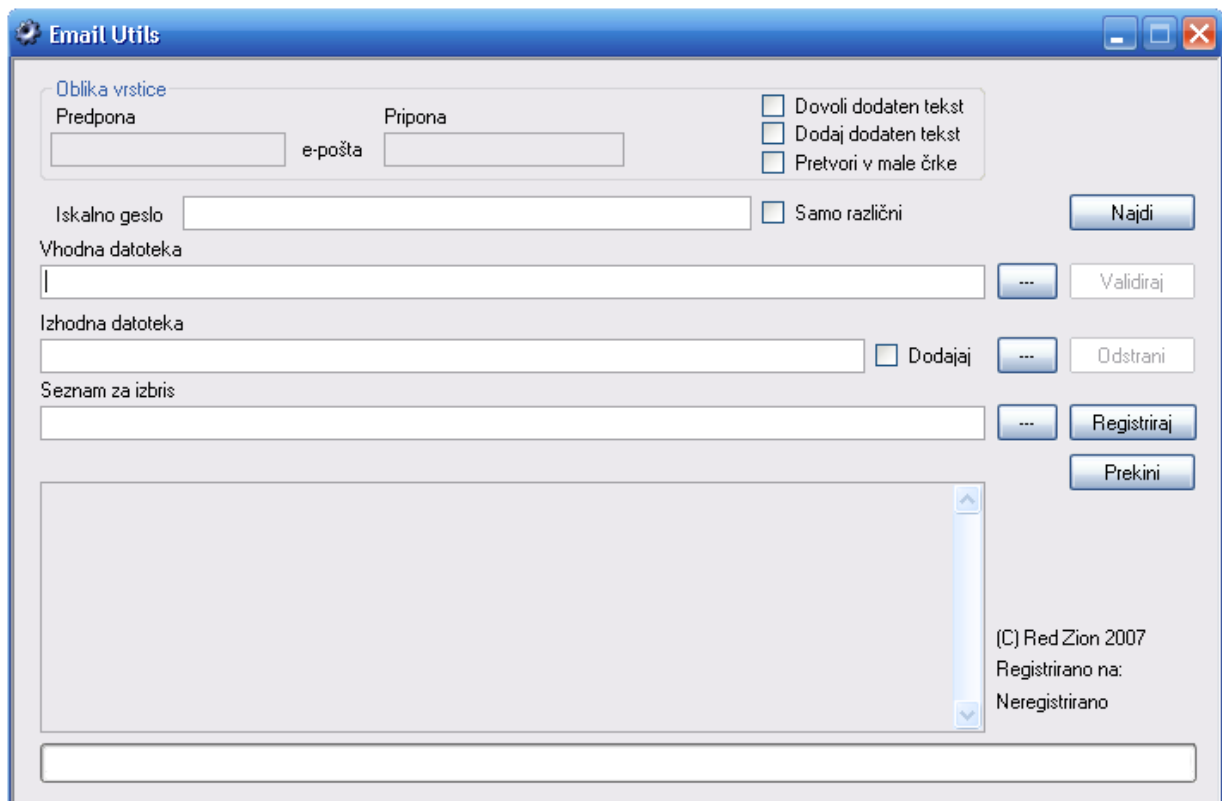 Email Utils
Oblika vrstice
Predpona
Pripona
e-pošta
Dovoli dodaten tekst
Dodaj dodaten tekst
Pretvori v male črke
Iskalno geslo
Samo različni
Najdi
Vhodna datoteka
---
Validiraj
Izhodna datoteka
Dodajaj
---
Odstrani
Seznam za izbris
---
Registriraj
Prekini
(C) Red Zion 2007
Registrirano na:
Neregistrirano